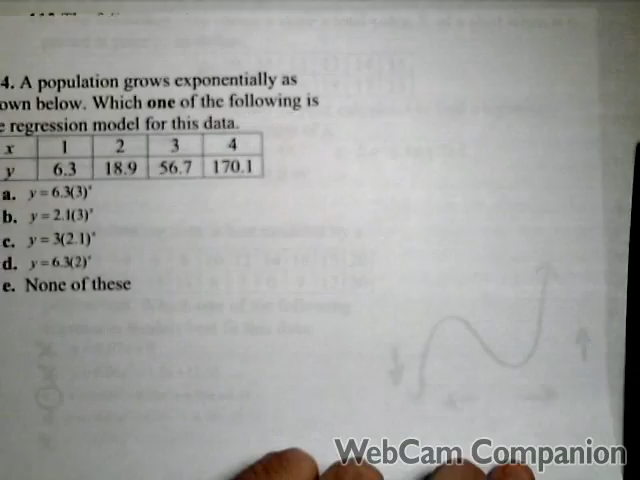 4. A population grows exponentially as
own below. Which one of the following is
e regression model for this data.
x 1 2 3 4
y 6.3 18.9 56.7 170.1
a. y = 6.3(3)ˣ
b. y = 2.1(3)ˣ
c. y = 3(2.1)ˣ
d. y = 6.3(2)ˣ
e. None of these
WebCam Companion